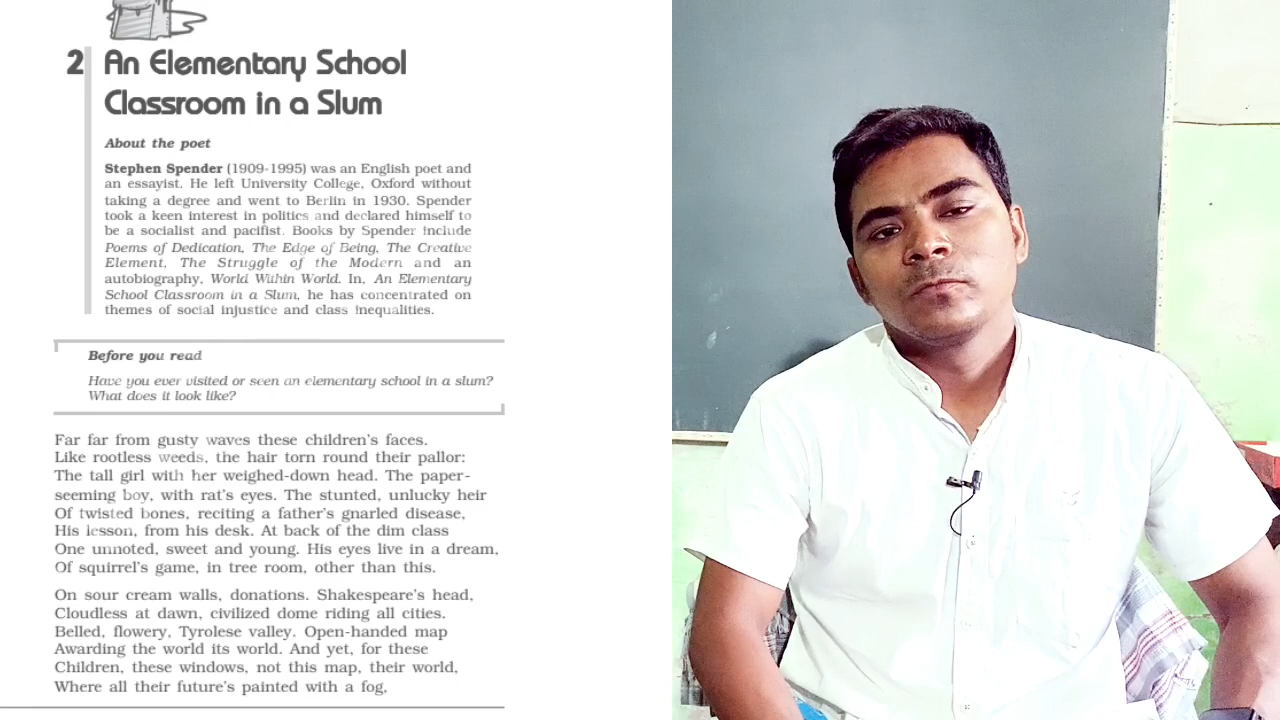 2 An Elementary School
Classroom in a Slum
About the poet
Stephen Spender (1909-1995) was an English poet and
an essayist. He left University College, Oxford without
taking a degree and went to Berlin in 1930. Spender
took a keen interest in politics and declared himself to
be a socialist and pacifist. Books by Spender include
Poems of Dedication, The Edge of Being, The Creative
Element, The Struggle of the Modern and an
autobiography, World Within World. In, An Elementary
School Classroom in a Slum, he has concentrated on
themes of social injustice and class inequalities.
Before you read
Have you ever visited or seen an elementary school in a slum?
What does it look like?
Far far from gusty waves these children's faces.
Like rootless weeds, the hair torn round their pallor:
The tall girl with her weighed-down head. The paper-
seeming boy, with rat's eyes. The stunted, unlucky heir
Of twisted bones, reciting a father's gnarled disease,
His lesson, from his desk. At back of the dim class
One unnoted, sweet and young. His eyes live in a dream,
Of squirrel's game, in tree room, other than this.
On sour cream walls, donations. Shakespeare's head,
Cloudless at dawn, civilized dome riding all cities.
Belled, flowery, Tyrolese valley. Open-handed map
Awarding the world its world. And yet, for these
Children, these windows, not this map, their world,
Where all their future's painted with a fog,